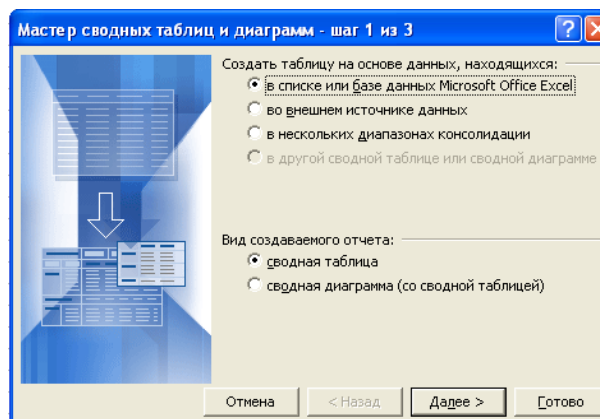 Мастер сводных таблиц и диаграмм - шаг 1 из 3
Создать таблицу на основе данных, находящихся:
в списке или базе данных Microsoft Office Excel
во внешнем источнике данных
в нескольких диапазонах консолидации
в другой сводной таблице или сводной диаграмме
Вид создаваемого отчета:
сводная таблица
сводная диаграмма (со сводной таблицей)
Отмена < Назад Далее > Готово